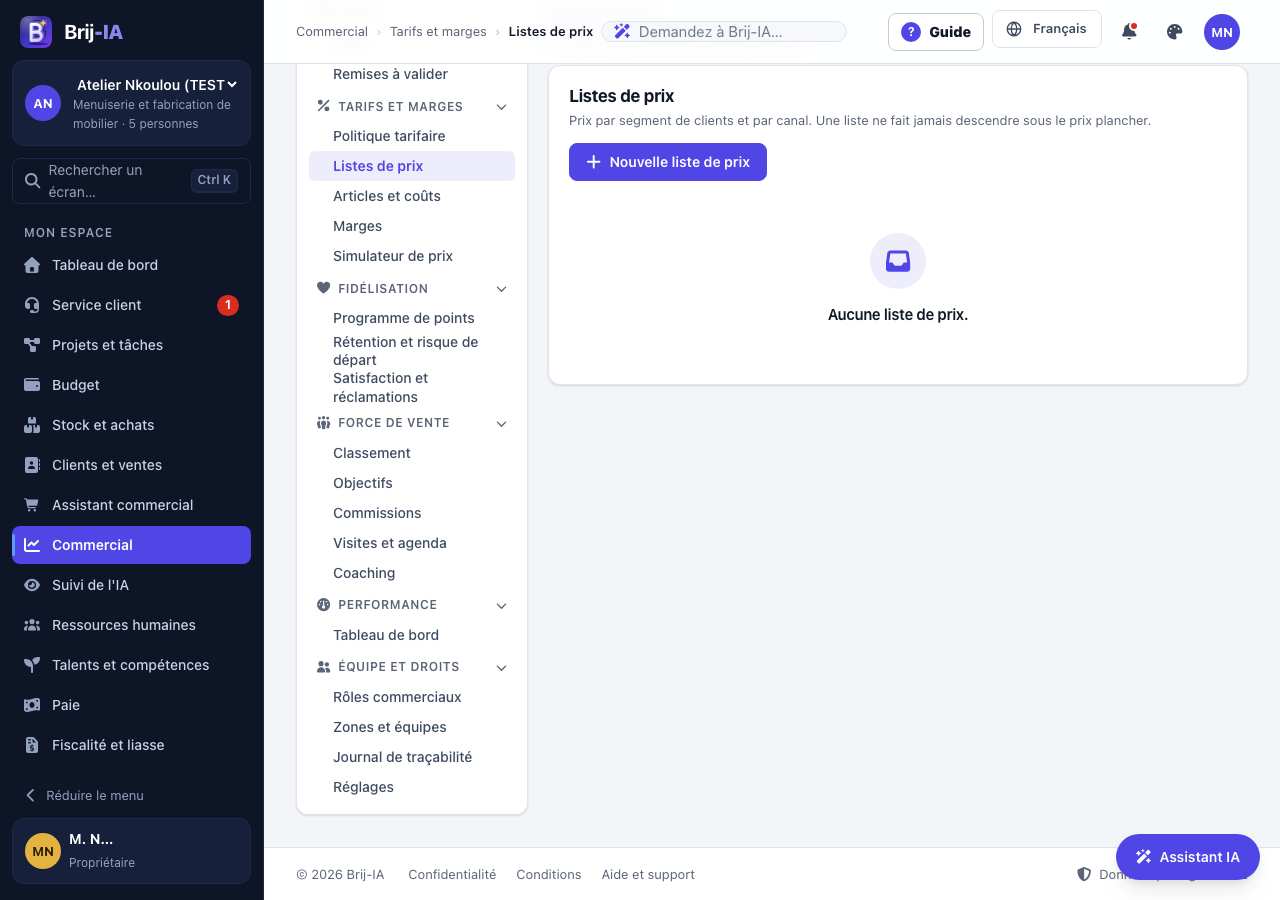 Brij-IA
AN
Atelier Nkoulou (TEST
Menuiserie et fabrication de
mobilier · 5 personnes
Rechercher un
écran...
Ctrl K
MON ESPACE
Tableau de bord
Service client
1
Projets et tâches
Budget
Stock et achats
Clients et ventes
Assistant commercial
Commercial
Suivi de l'IA
Ressources humaines
Talents et compétences
Paie
Fiscalité et liasse
Réduire le menu
MN
M. N...
Propriétaire
Commercial › Tarifs et marges › Listes de prix
Demandez à Brij-IA...
? Guide
Français
MN
Remises à valider
TARIFS ET MARGES
Politique tarifaire
Listes de prix
Articles et coûts
Marges
Simulateur de prix
FIDÉLISATION
Programme de points
Rétention et risque de
départ
Satisfaction et
réclamations
FORCE DE VENTE
Classement
Objectifs
Commissions
Visites et agenda
Coaching
PERFORMANCE
Tableau de bord
ÉQUIPE ET DROITS
Rôles commerciaux
Zones et équipes
Journal de traçabilité
Réglages
Listes de prix
Prix par segment de clients et par canal. Une liste ne fait jamais descendre sous le prix plancher.
+ Nouvelle liste de prix
Aucune liste de prix.
© 2026 Brij-IA
Confidentialité
Conditions
Aide et support
Assistant IA